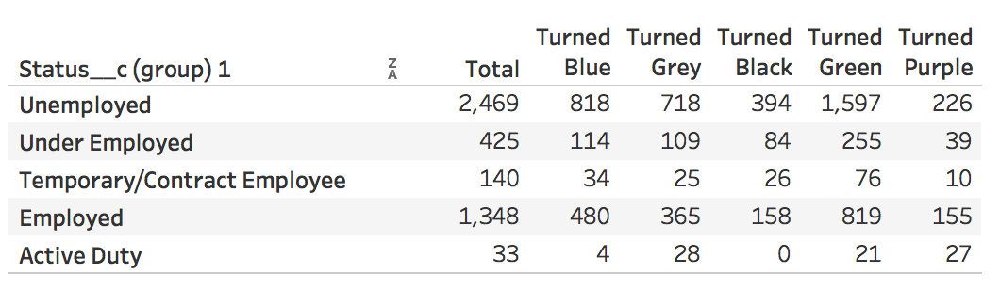 Turned Turned Turned Turned Turned
Status__c (group) 1 Z A Total Blue Grey Black Green Purple
Unemployed 2,469 818 718 394 1,597 226
Under Employed 425 114 109 84 255 39
Temporary/Contract Employee 140 34 25 26 76 10
Employed 1,348 480 365 158 819 155
Active Duty 33 4 28 0 21 27